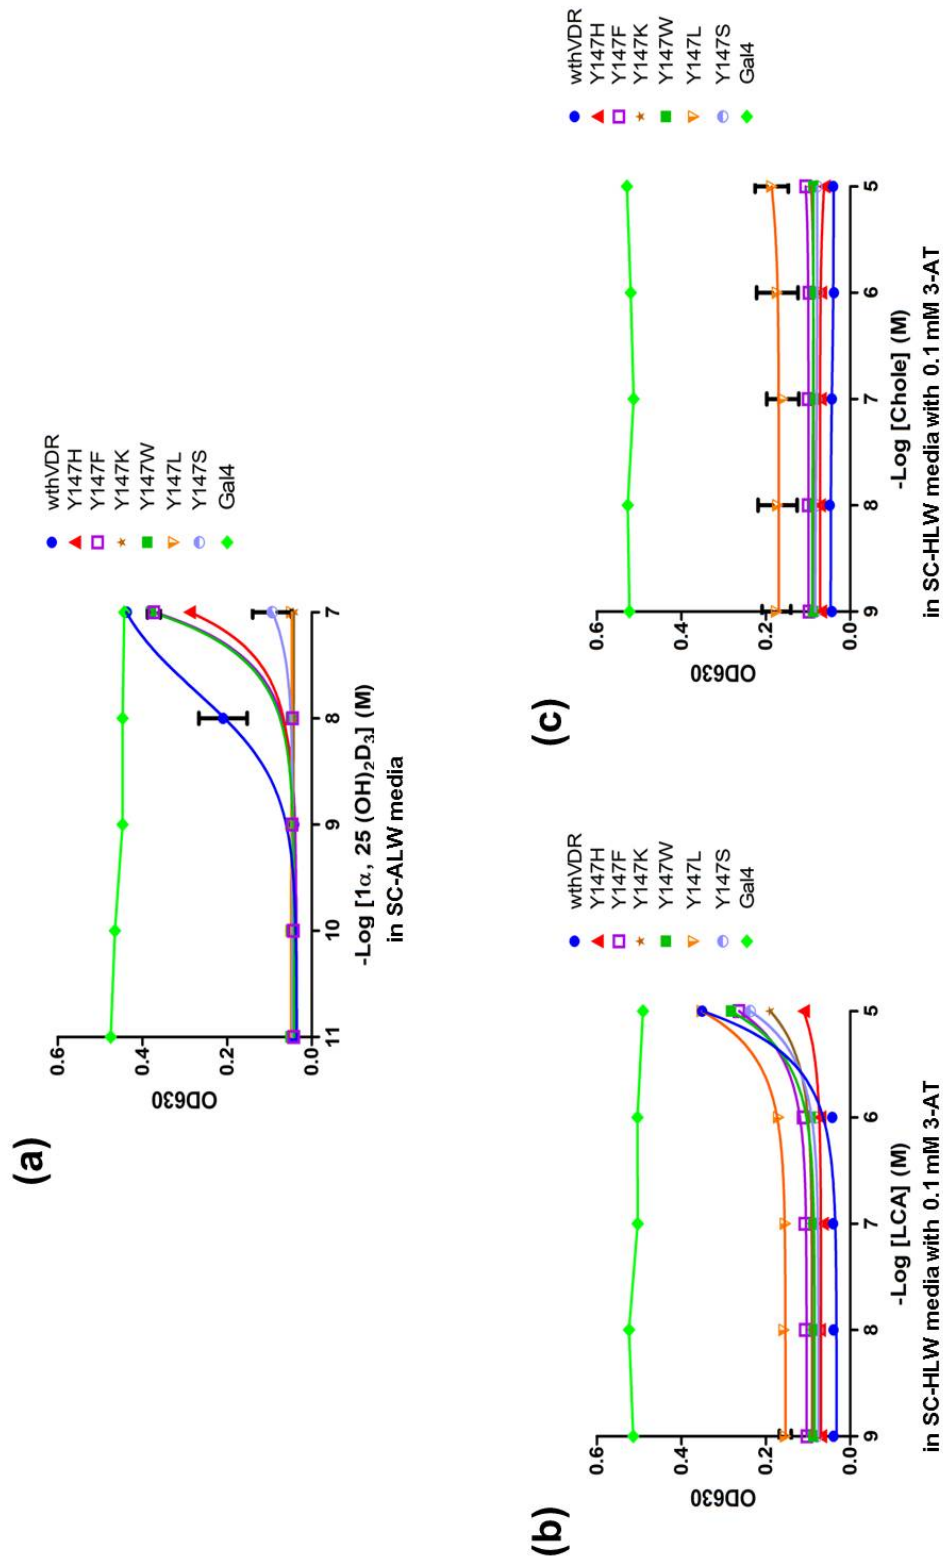 (a)
OD630
0.6
0.4
0.2
0.0
11
10
9
8
7
-Log [1α, 25 (OH)₂D₃] (M)
in SC-ALW media
wthVDR
Y147H
Y147F
Y147K
Y147W
Y147L
Y147S
Gal4
(b)
OD630
0.6
0.4
0.2
0.0
9
8
7
6
5
-Log [LCA] (M)
in SC-HLW media with 0.1 mM 3-AT
wthVDR
Y147H
Y147F
Y147K
Y147W
Y147L
Y147S
Gal4
(c)
OD630
0.6
0.4
0.2
0.0
9
8
7
6
5
-Log [Chole] (M)
in SC-HLW media with 0.1 mM 3-AT
wthVDR
Y147H
Y147F
Y147K
Y147W
Y147L
Y147S
Gal4